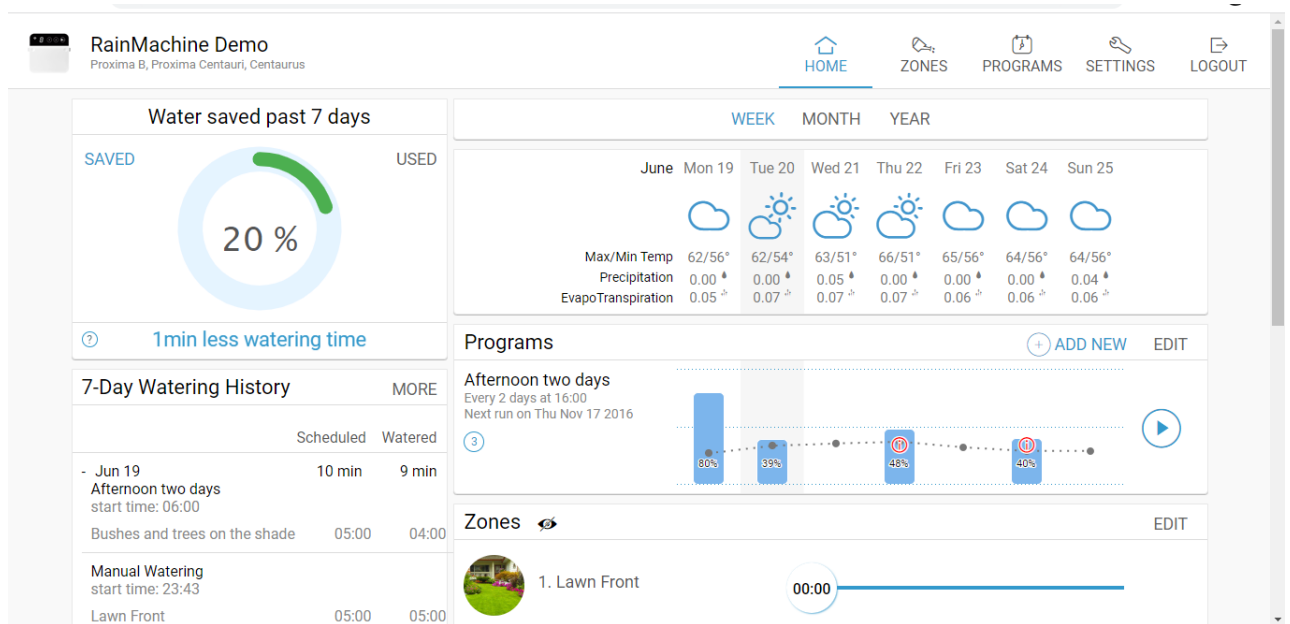 RainMachine Demo
Proxima B, Proxima Centauri, Centaurus
HOME ZONES PROGRAMS SETTINGS LOGOUT
Water saved past 7 days
SAVED USED
20 %
1min less watering time
7-Day Watering History MORE
Scheduled Watered
- Jun 19 10 min 9 min
Afternoon two days
start time: 06:00
Bushes and trees on the shade 05:00 04:00
Manual Watering
start time: 23:43
Lawn Front 05:00 05:00
WEEK MONTH YEAR
June Mon 19 Tue 20 Wed 21 Thu 22 Fri 23 Sat 24 Sun 25
Max/Min Temp 62/56° 62/54° 63/51° 66/51° 65/56° 64/56° 64/56°
Precipitation 0.00 0.00 0.05 0.00 0.00 0.00 0.04
EvapoTranspiration 0.05 0.07 0.07 0.07 0.06 0.06 0.06
Programs + ADD NEW EDIT
Afternoon two days
Every 2 days at 16:00
Next run on Thu Nov 17 2016
3
80% 39% 48% 40%
Zones EDIT
1. Lawn Front 00:00